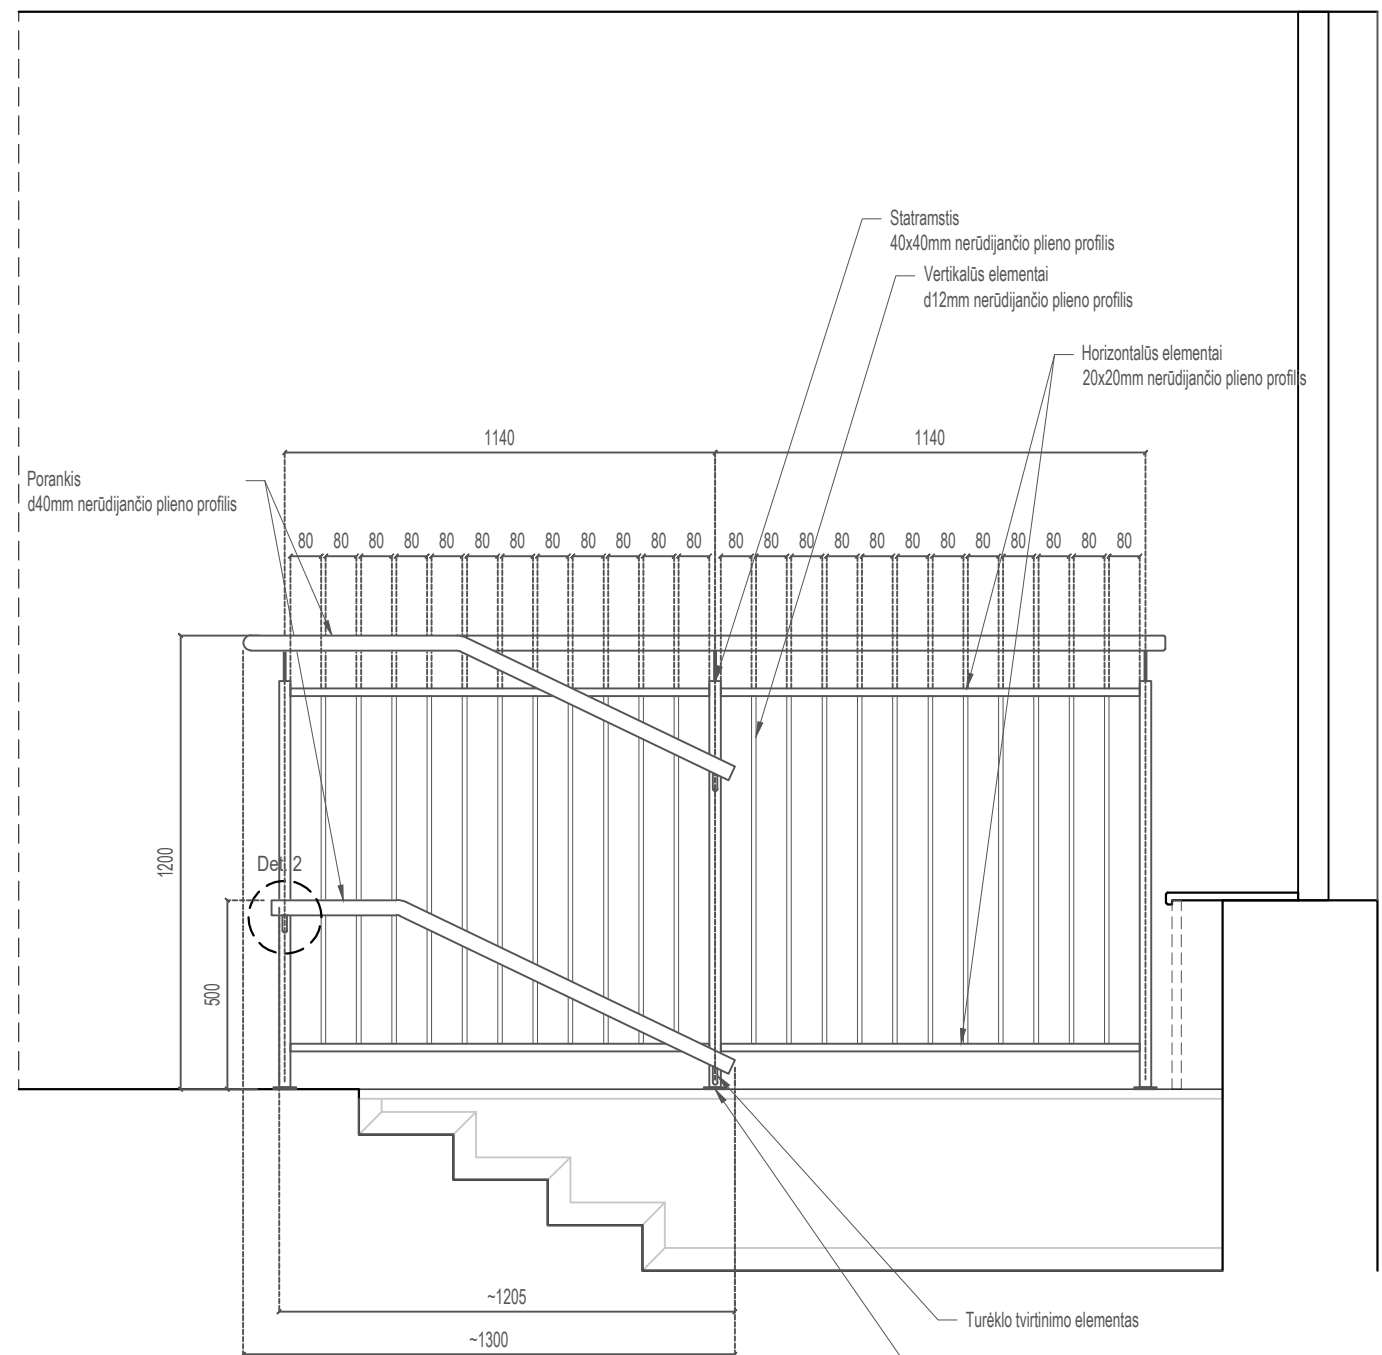 Statramstis
40x40mm nerūdijančio plieno profilis
Vertikalūs elementai
d12mm nerūdijančio plieno profilis
Horizontalūs elementai
20x20mm nerūdijančio plieno profilis
1140 1140
Porankis
d40mm nerūdijančio plieno profilis
80 80 80 80 80 80 80 80 80 80 80 80 80 80 80 80 80 80 80 80 80 80 80 80
1200
Det. 2
500
~1205
Turėklo tvirtinimo elementas
~1300